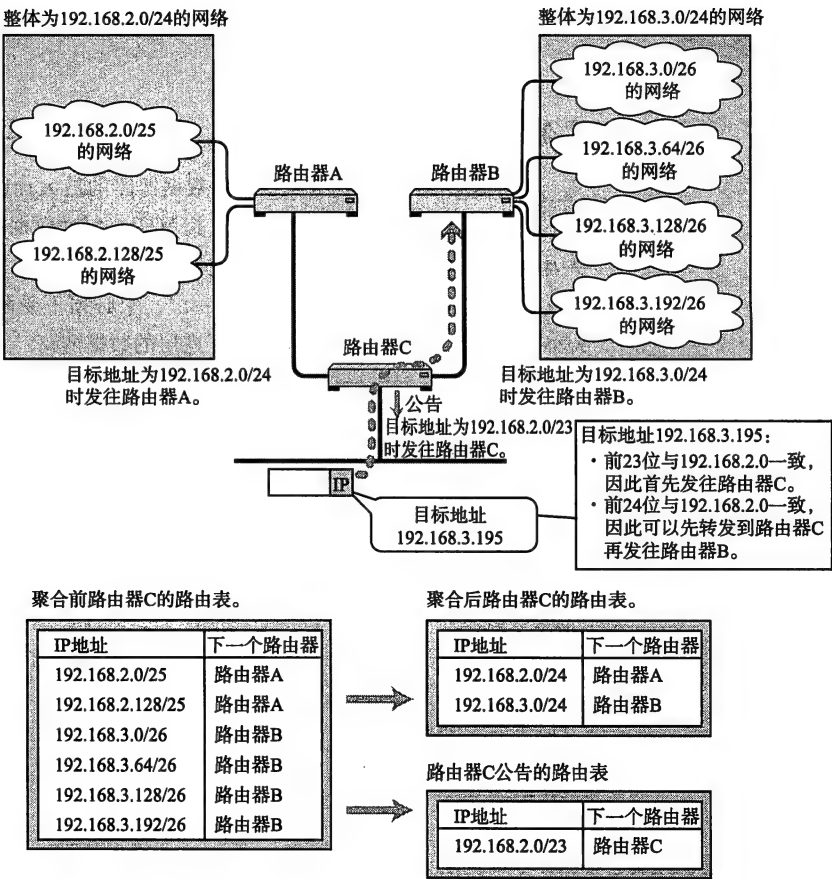 整体为192.168.2.0/24的网络
192.168.2.0/25
的网络
192.168.2.128/25
的网络
路由器A
路由器B
整体为192.168.3.0/24的网络
192.168.3.0/26
的网络
192.168.3.64/26
的网络
192.168.3.128/26
的网络
192.168.3.192/26
的网络
路由器C
目标地址为192.168.2.0/24
时发往路由器A。
目标地址为192.168.3.0/24
时发往路由器B。
公告
目标地址为192.168.2.0/23
时发往路由器C。
IP
目标地址
192.168.3.195
目标地址192.168.3.195：
·前23位与192.168.2.0一致，
因此首先发往路由器C。
·前24位与192.168.2.0一致，
因此可以先转发到路由器C
再发往路由器B。
聚合前路由器C的路由表。
IP地址 下一个路由器
192.168.2.0/25 路由器A
192.168.2.128/25 路由器A
192.168.3.0/26 路由器B
192.168.3.64/26 路由器B
192.168.3.128/26 路由器B
192.168.3.192/26 路由器B
聚合后路由器C的路由表。
IP地址 下一个路由器
192.168.2.0/24 路由器A
192.168.3.0/24 路由器B
路由器C公告的路由表
IP地址 下一个路由器
192.168.2.0/23 路由器C